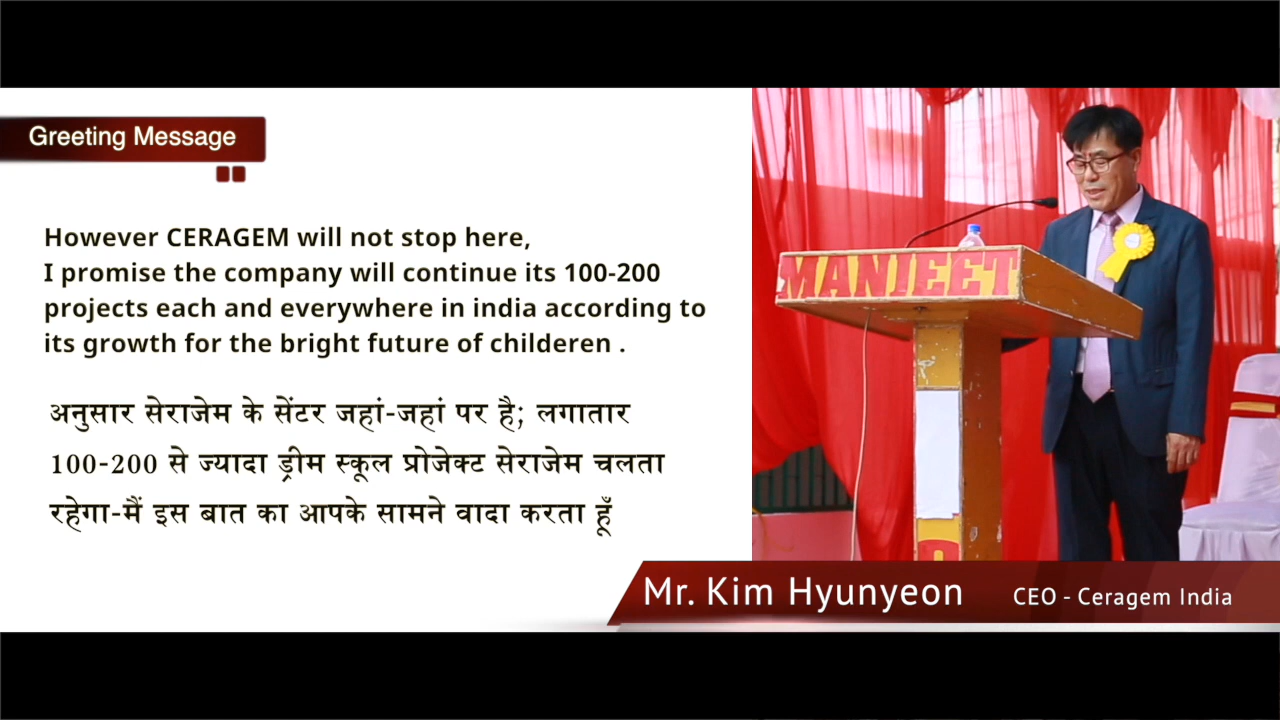 Greeting Message
However CERAGEM will not stop here,
I promise the company will continue its 100-200
projects each and everywhere in india according to
its growth for the bright future of childeren .
अनुसार सेराजेम के सेंटर जहां-जहां पर है; लगातार
100-200 से ज्यादा ड्रीम स्कूल प्रोजेक्ट सेराजेम चलता
रहेगा-मैं इस बात का आपके सामने वादा करता हूँ
MANJEET
Mr. Kim Hyunyeon
CEO - Ceragem India